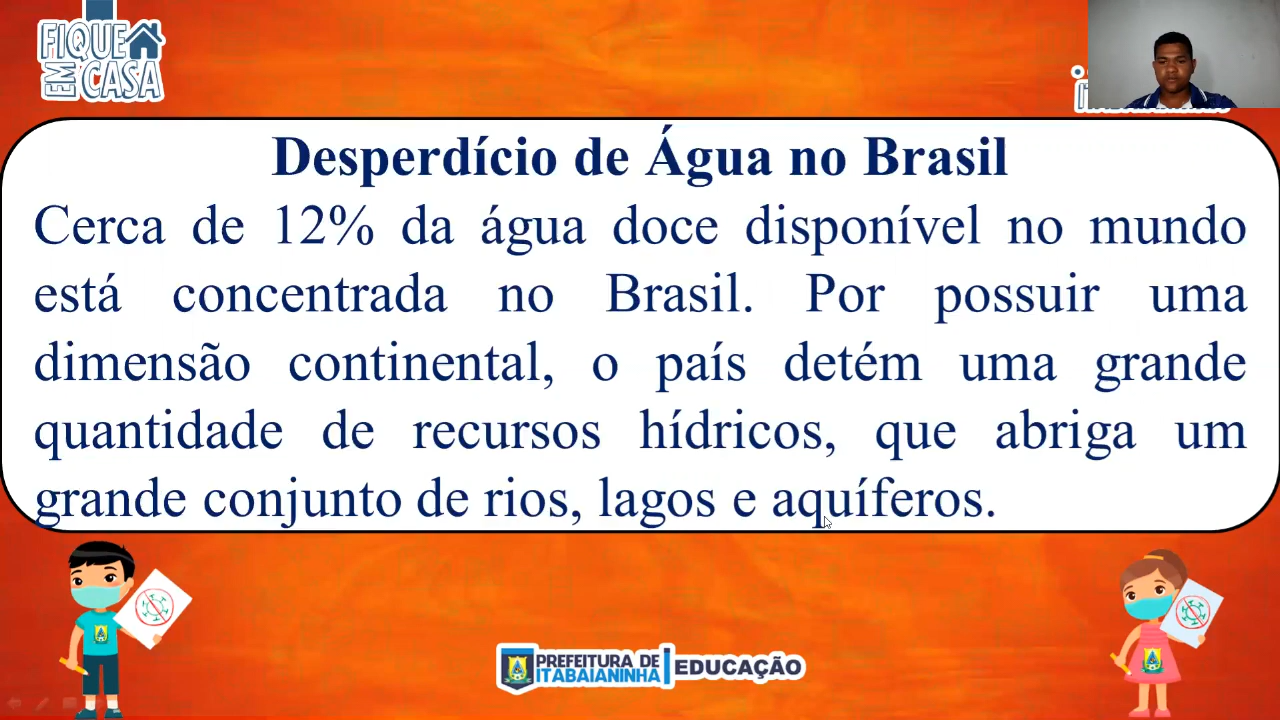 FIQUE
EM CASA
Desperdício de Água no Brasil
Cerca de 12% da água doce disponível no mundo
está concentrada no Brasil. Por possuir uma
dimensão continental, o país detém uma grande
quantidade de recursos hídricos, que abriga um
grande conjunto de rios, lagos e aquíferos.
PREFEITURA DE
ITABAIANINHA
EDUCAÇÃO